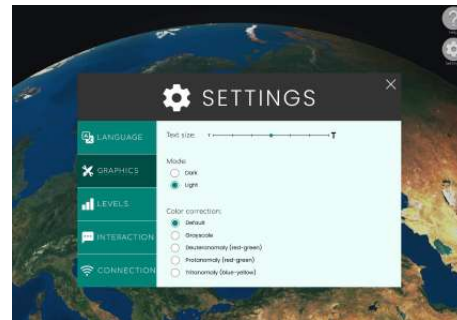 SETTINGS
LANGUAGE
GRAPHICS
LEVELS
INTERACTION
CONNECTION
Text size:
T
Mode:
Dark
Light
Color correction:
Default
Grayscale
Deuteranomaly (red-green)
Protanomaly (red-green)
Tritanomaly (blue-yellow)